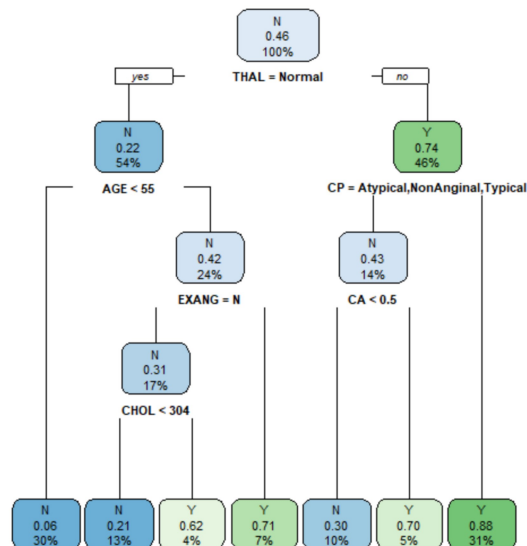 N
0.46
100%
yes
THAL = Normal
no
N
0.22
54%
Y
0.74
46%
AGE < 55
CP = Atypical,NonAnginal,Typical
N
0.42
24%
N
0.43
14%
EXANG = N
CA < 0.5
N
0.31
17%
CHOL < 304
N
0.06
30%
N
0.21
13%
Y
0.62
4%
Y
0.71
7%
N
0.30
10%
Y
0.70
5%
Y
0.88
31%